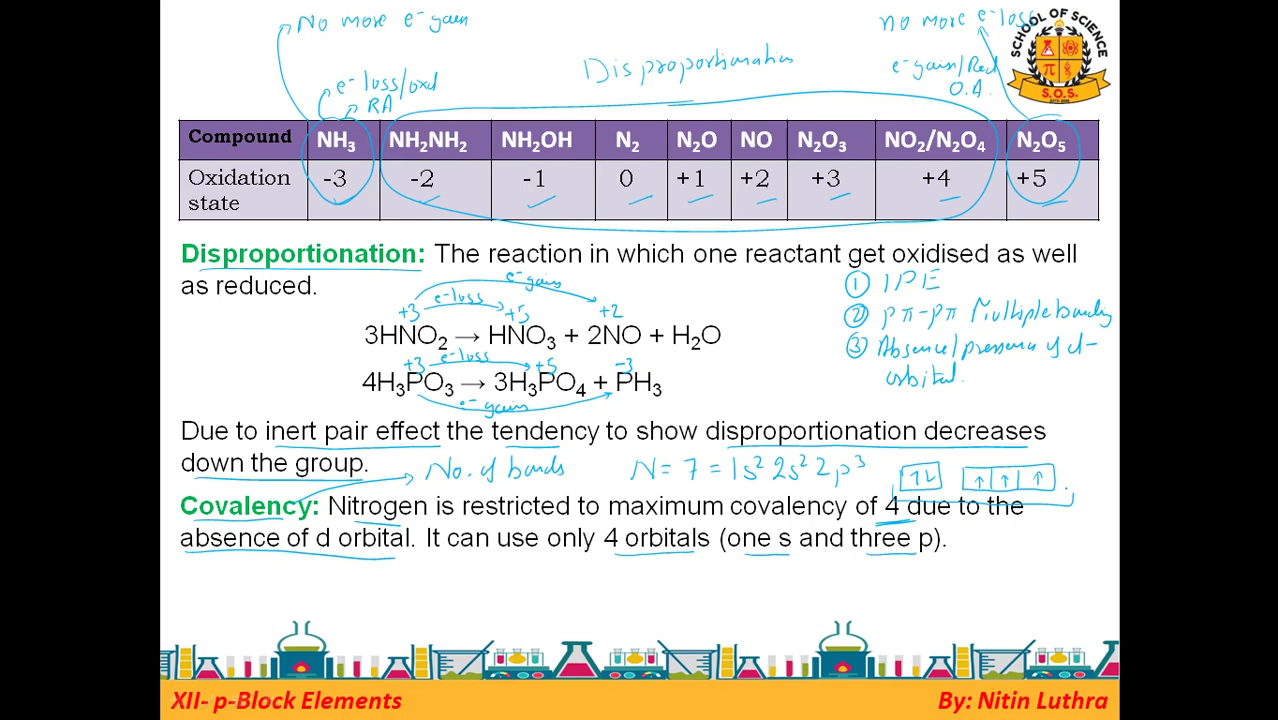 No more e⁻ gain
no more e⁻ loss
SCHOOL OF SCIENCE
S.O.S.
Disproportionation
e⁻ loss/oxd
RA
e⁻ gain/Red
O.A.
Compound NH₃ NH₂NH₂ NH₂OH N₂ N₂O NO N₂O₃ NO₂/N₂O₄ N₂O₅
Oxidation state -3 -2 -1 0 +1 +2 +3 +4 +5
Disproportionation: The reaction in which one reactant get oxidised as well
as reduced.
① IPE
② pπ-pπ Multiple bonding
③ Absence/presence of d-
orbital.
e⁻ gain
e⁻ loss
+3 +5 +2
3HNO₂ → HNO₃ + 2NO + H₂O
e⁻ loss
+3 +5 -3
4H₃PO₃ → 3H₃PO₄ + PH₃
e⁻ gain
Due to inert pair effect the tendency to show disproportionation decreases
down the group.
No. of bonds N = 7 = 1s² 2s² 2p³
Covalency: Nitrogen is restricted to maximum covalency of 4 due to the
absence of d orbital. It can use only 4 orbitals (one s and three p).
XII- p-Block Elements
By: Nitin Luthra